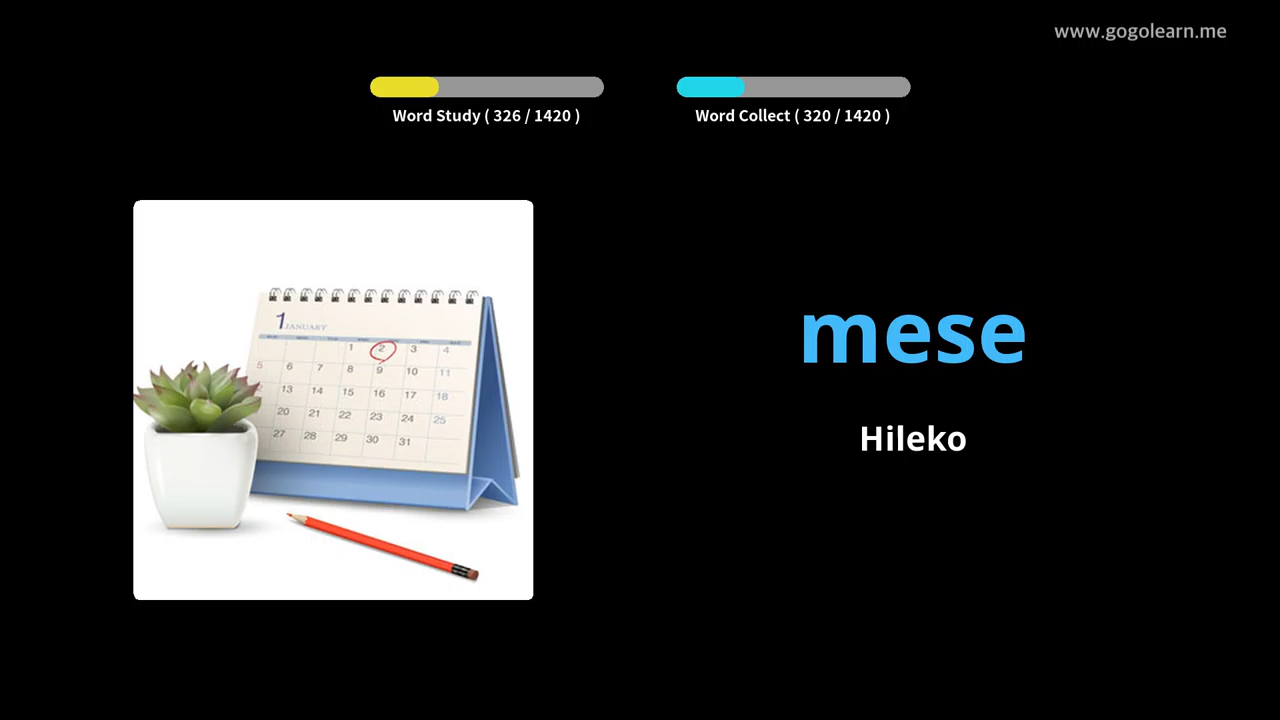 www.gogolearn.me
Word Study ( 326 / 1420 )
Word Collect ( 320 / 1420 )
mese
Hileko
1 JANUARY
1 2 3 4
5 6 7 8 9 10 11
13 14 15 16 17 18
20 21 22 23 24 25
27 28 29 30 31